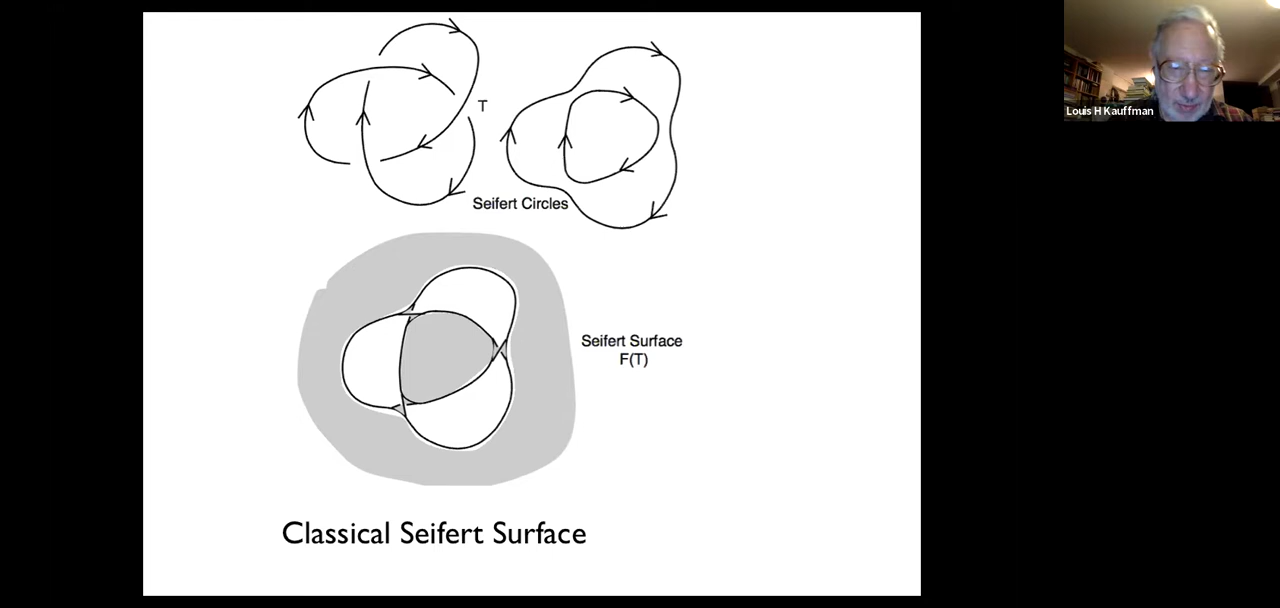 T
Seifert Circles
Seifert Surface
F(T)
Classical Seifert Surface
Louis H Kauffman